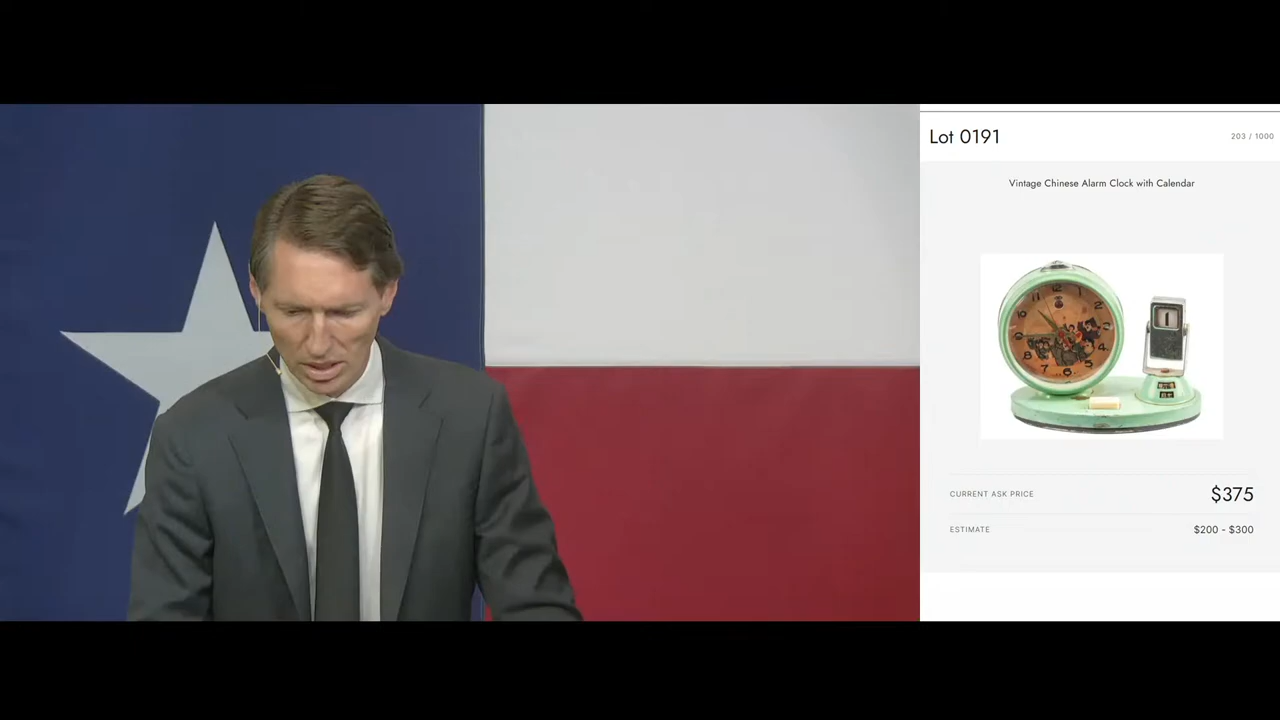 Lot 0191
203 / 1000
Vintage Chinese Alarm Clock with Calendar
CURRENT ASK PRICE
$375
ESTIMATE
$200 - $300